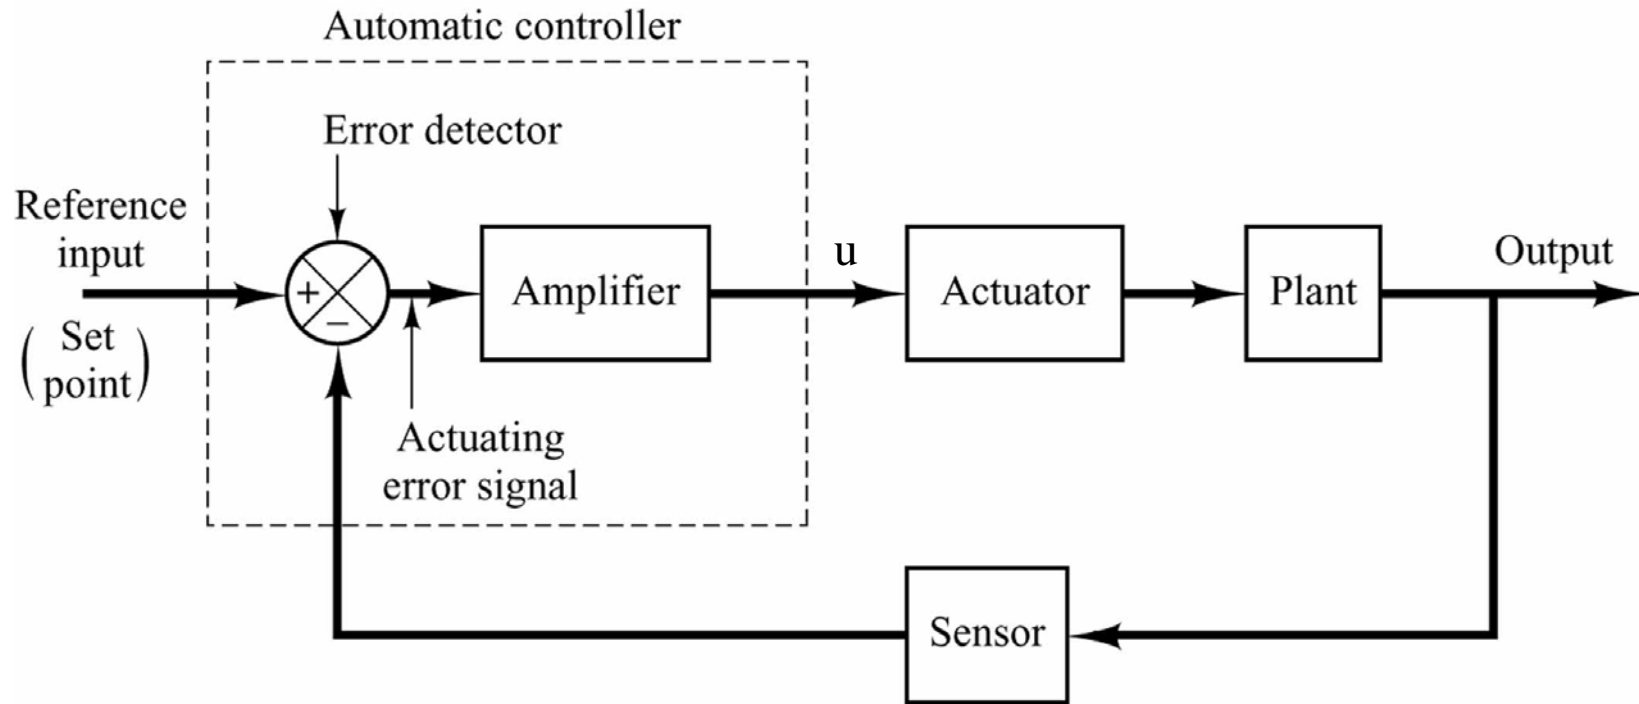 Automatic controller
Error detector
Reference
input
( Set
point )
+
−
Amplifier
u
Actuator
Plant
Output
Actuating
error signal
Sensor